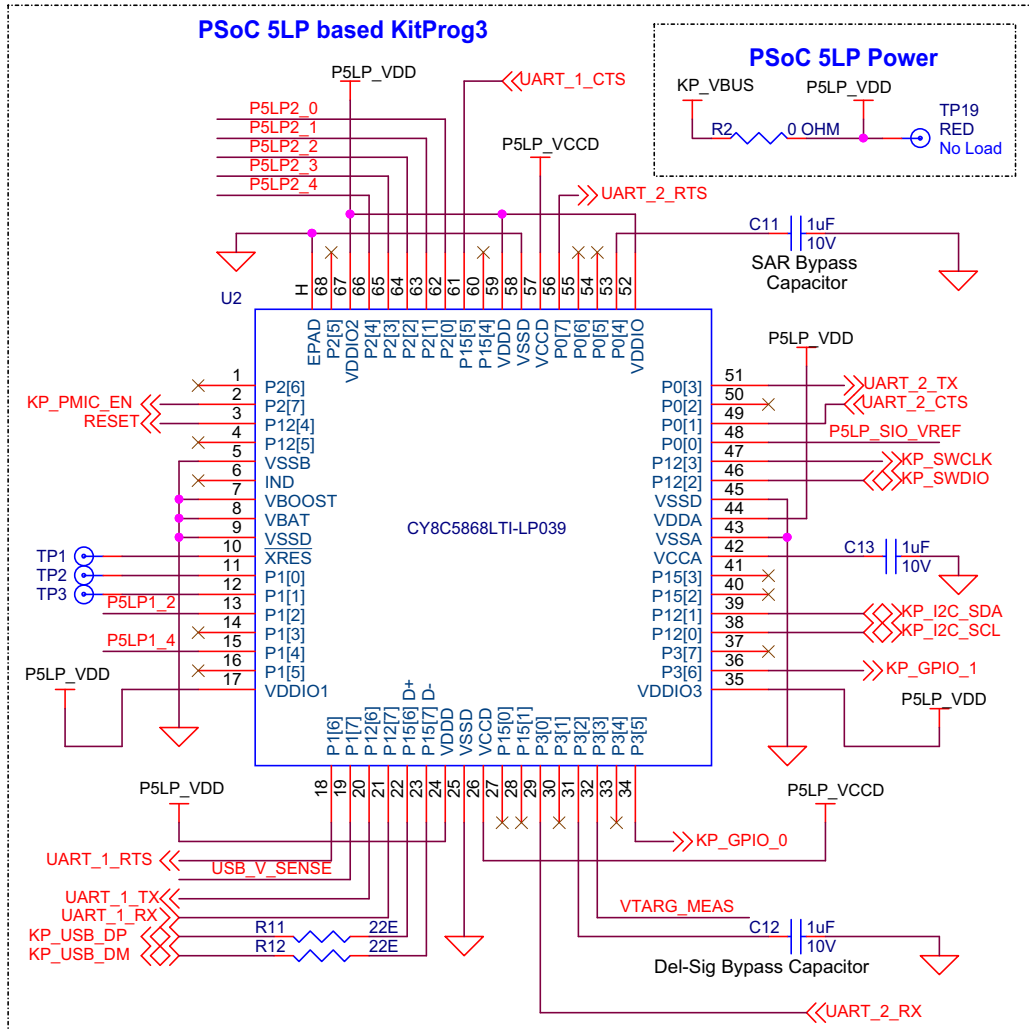 PSoC 5LP based KitProg3
PSoC 5LP Power
KP_VBUS
P5LP_VDD
R2
0 OHM
TP19
RED
No Load
P5LP_VDD
UART_1_CTS
P5LP2_0
P5LP2_1
P5LP2_2
P5LP2_3
P5LP2_4
P5LP_VCCD
UART_2_RTS
C11
1uF
10V
SAR Bypass
Capacitor
U2
H
68
67
66
65
64
63
62
61
60
59
58
57
56
55
54
53
52
EPAD
P2[5]
VDDIO2
P2[4]
P2[3]
P2[2]
P2[1]
P2[0]
P15[5]
P15[4]
VDDD
VSSD
VCCD
P0[7]
P0[6]
P0[5]
P0[4]
VDDIO
CY8C5868LTI-LP039
1 P2[6]
KP_PMIC_EN 2 P2[7]
RESET 3 P12[4]
4 P12[5]
5 VSSB
6 IND
7 VBOOST
8 VBAT
9 VSSD
TP1 10 XRES
TP2 11 P1[0]
TP3 12 P1[1]
P5LP1_2 13 P1[2]
14 P1[3]
P5LP1_4 15 P1[4]
16 P1[5]
P5LP_VDD 17 VDDIO1
P5LP_VDD
P0[3] 51 UART_2_TX
P0[2] 50
P0[1] 49 UART_2_CTS
P0[0] 48 P5LP_SIO_VREF
P12[3] 47 KP_SWCLK
P12[2] 46 KP_SWDIO
VSSD 45
VDDA 44
VSSA 43
VCCA 42 C13 1uF
10V
P15[3] 41
P15[2] 40
P12[1] 39 KP_I2C_SDA
P12[0] 38 KP_I2C_SCL
P3[7] 37
P3[6] 36 KP_GPIO_1
VDDIO3 35 P5LP_VDD
P1[6]
P1[7]
P12[6]
P12[7]
P15[6] D+
P15[7] D-
VDDD
VSSD
VCCD
P15[0]
P15[1]
P3[0]
P3[1]
P3[2]
P3[3]
P3[4]
P3[5]
18
19
20
21
22
23
24
25
26
27
28
29
30
31
32
33
34
P5LP_VDD
P5LP_VCCD
UART_1_RTS
KP_GPIO_0
USB_V_SENSE
UART_1_TX
UART_1_RX
VTARG_MEAS
KP_USB_DP
R11
22E
KP_USB_DM
R12
22E
C12
1uF
10V
Del-Sig Bypass Capacitor
UART_2_RX